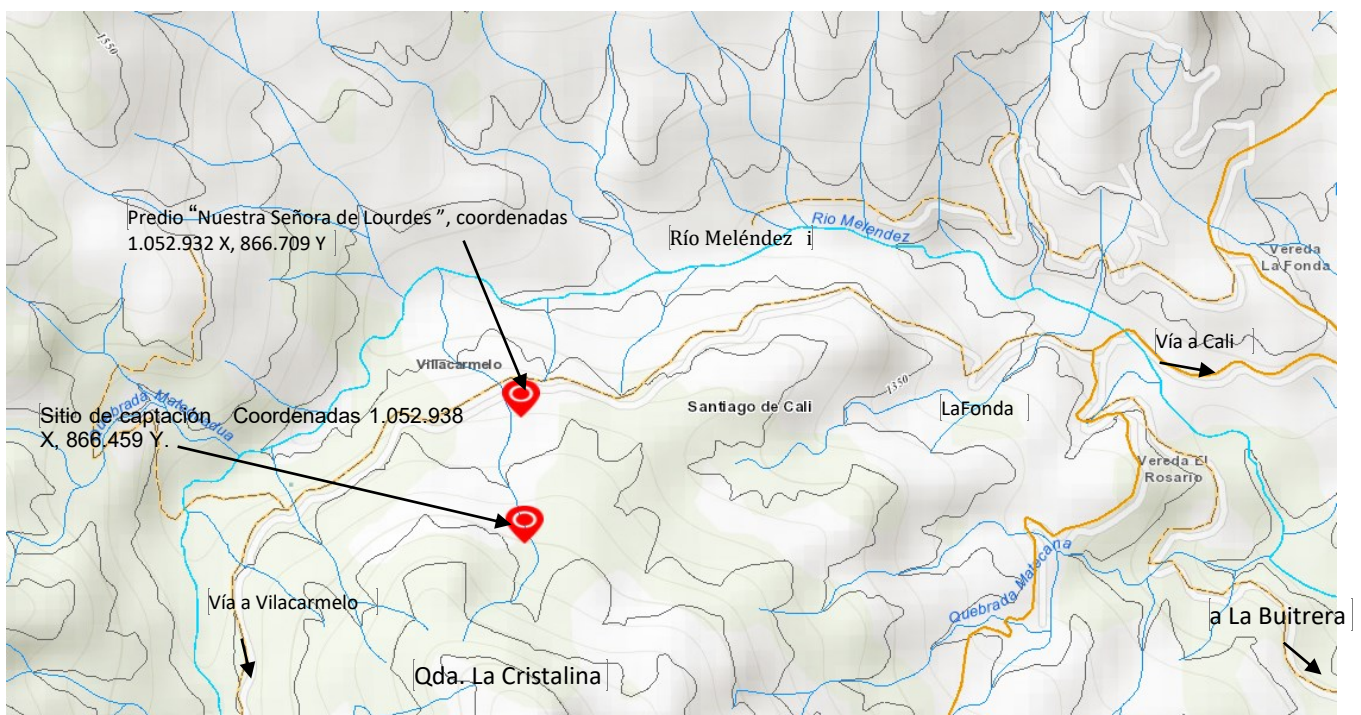 1550
Predio “Nuestra Señora de Lourdes ”, coordenadas
1.052.932 X, 866.709 Y
Río Meléndez i
Rio Melendez
Vereda
La Fonda
Vía a Cali
Villacarmelo
1550
Santiago de Cali
LaFonda
Sitio de captación Coordenadas 1.052.938
X, 866.459 Y.
Quebrada
Vereda El
Rosario
Quebrada Matecana
Vía a Vilacarmelo
a La Buitrera
Qda. La Cristalina